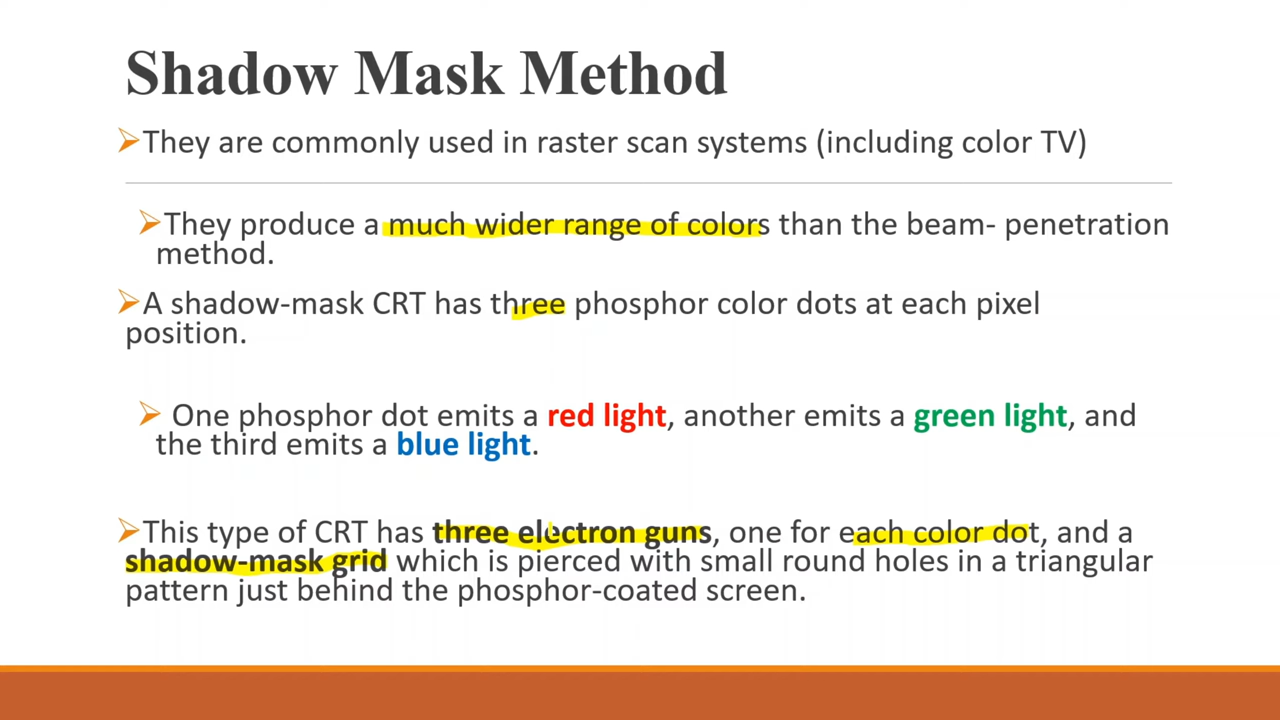 Shadow Mask Method
They are commonly used in raster scan systems (including color TV)
They produce a much wider range of colors than the beam- penetration
method.
A shadow-mask CRT has three phosphor color dots at each pixel
position.
One phosphor dot emits a red light, another emits a green light, and
the third emits a blue light.
This type of CRT has three electron guns, one for each color dot, and a
shadow-mask grid which is pierced with small round holes in a triangular
pattern just behind the phosphor-coated screen.